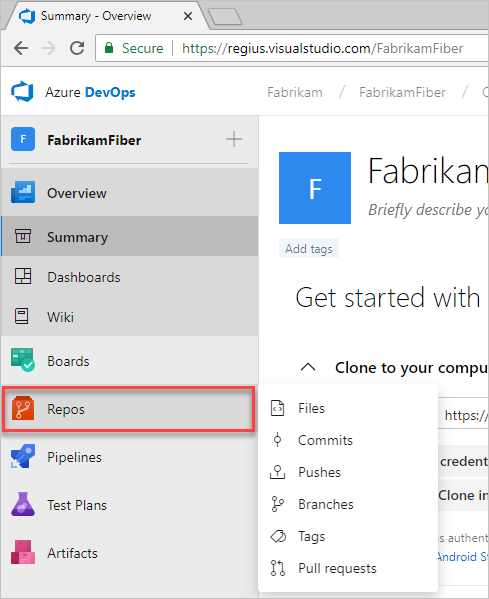 Summary - Overview
Secure https://regius.visualstudio.com/FabrikamFiber
Azure DevOps
Fabrikam / FabrikamFiber /
F FabrikamFiber
Overview
Summary
Dashboards
Wiki
Boards
Repos
Pipelines
Test Plans
Artifacts
F
Fabrikam
Briefly describe yo
Add tags
Get started with
Clone to your compu
https://
Files
Commits
Pushes
Branches
Tags
Pull requests
credent
Clone in
s authent
Android St